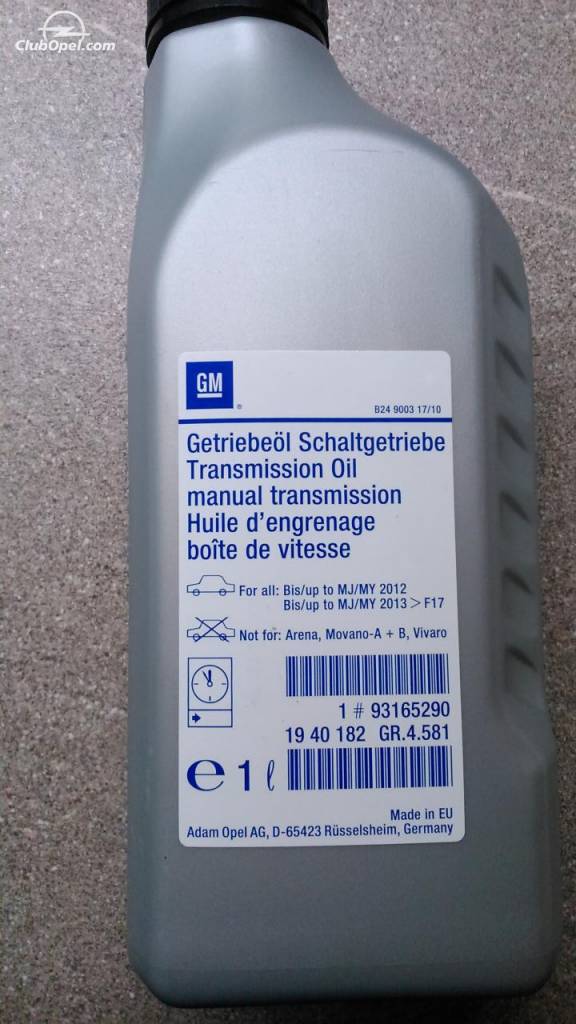 ClubOpel.com
GM
®
B24 9003 17/10
Getriebeöl Schaltgetriebe
Transmission Oil
manual transmission
Huile d'engrenage
boîte de vitesse
For all: Bis/up to MJ/MY 2012
Bis/up to MJ/MY 2013 > F17
Not for: Arena, Movano-A + B, Vivaro
1 # 93165290
19 40 182 GR.4.581
e 1 ℓ
Made in EU
Adam Opel AG, D-65423 Rüsselsheim, Germany